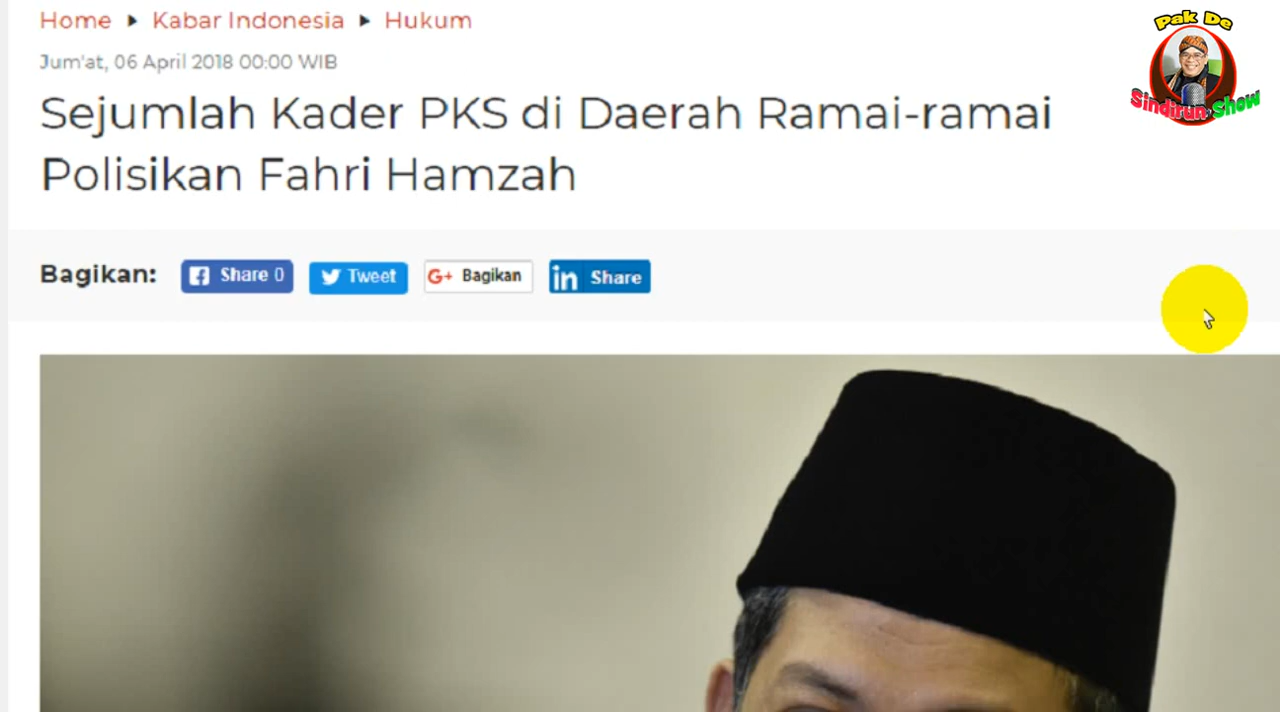 Home ▸ Kabar Indonesia ▸ Hukum
Pak De
Sindirun Show
Jum'at, 06 April 2018 00:00 WIB
Sejumlah Kader PKS di Daerah Ramai-ramai
Polisikan Fahri Hamzah
Bagikan: Share 0 Tweet G+ Bagikan in Share